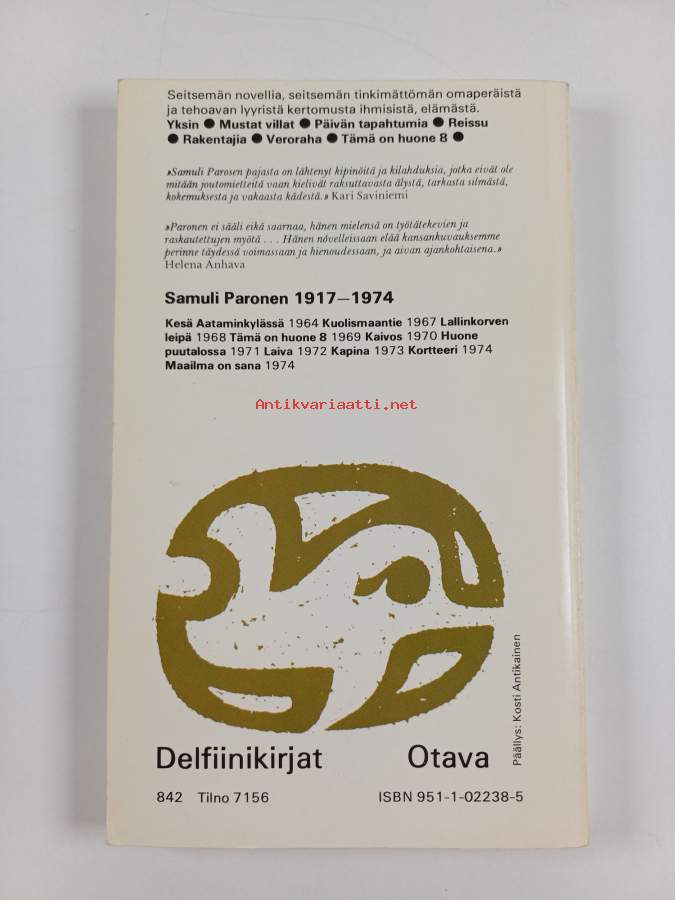 Seitsemän novellia, seitsemän tinkimättömän omaperäistä
ja tehoavan lyyristä kertomusta ihmisistä, elämästä.
Yksin ● Mustat villat ● Päivän tapahtumia ● Reissu
● Rakentajia ● Veroraha ● Tämä on huone 8 ●
»Samuli Parosen pajasta on lähtenyt kipinöitä ja kilahduksia, jotka eivät ole
mitään joutomietteitä vaan kielivät raksuttavasta älystä, tarkasta silmästä,
kokemuksesta ja vakaasta kädestä.» Kari Saviniemi
»Paronen ei sääli eikä saarnaa, hänen mielensä on työtätekevien ja
raskautettujen myötä . . . Hänen novelleissaan elää kansankuvauksemme
perinne täydessä voimassaan ja hienoudessaan, ja aivan ajankohtaisena.»
Helena Anhava
Samuli Paronen 1917—1974
Kesä Aataminkylässä 1964 Kuolismaantie 1967 Lallinkorven
leipä 1968 Tämä on huone 8 1969 Kaivos 1970 Huone
puutalossa 1971 Laiva 1972 Kapina 1973 Kortteeri 1974
Maailma on sana 1974
Antikvariaatti.net
Päällys: Kosti Antikainen
Delfiinikirjat Otava
842 Tilno 7156 ISBN 951-1-02238-5